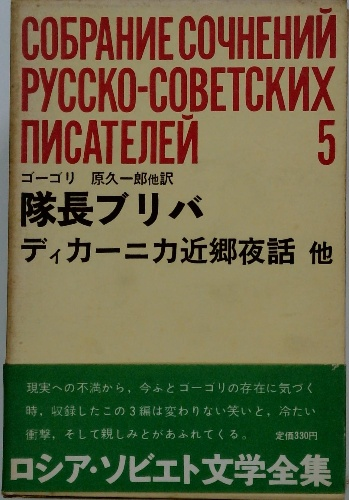 СОБРАНИЕ СОЧНЕНИЙ
РУССКО-СОВЕТСКИХ
ПИСАТЕЛЕЙ 5
ゴーゴリ 原久一郎他訳
隊長ブリバ
ディカーニカ近郷夜話 他
現実への不満から，今ふとゴーゴリの存在に気づく
時，収録したこの3編は変わりない笑いと，冷たい
衝撃，そして親しみとがあふれてくる。 定価330円
ロシア・ソビエト文学全集